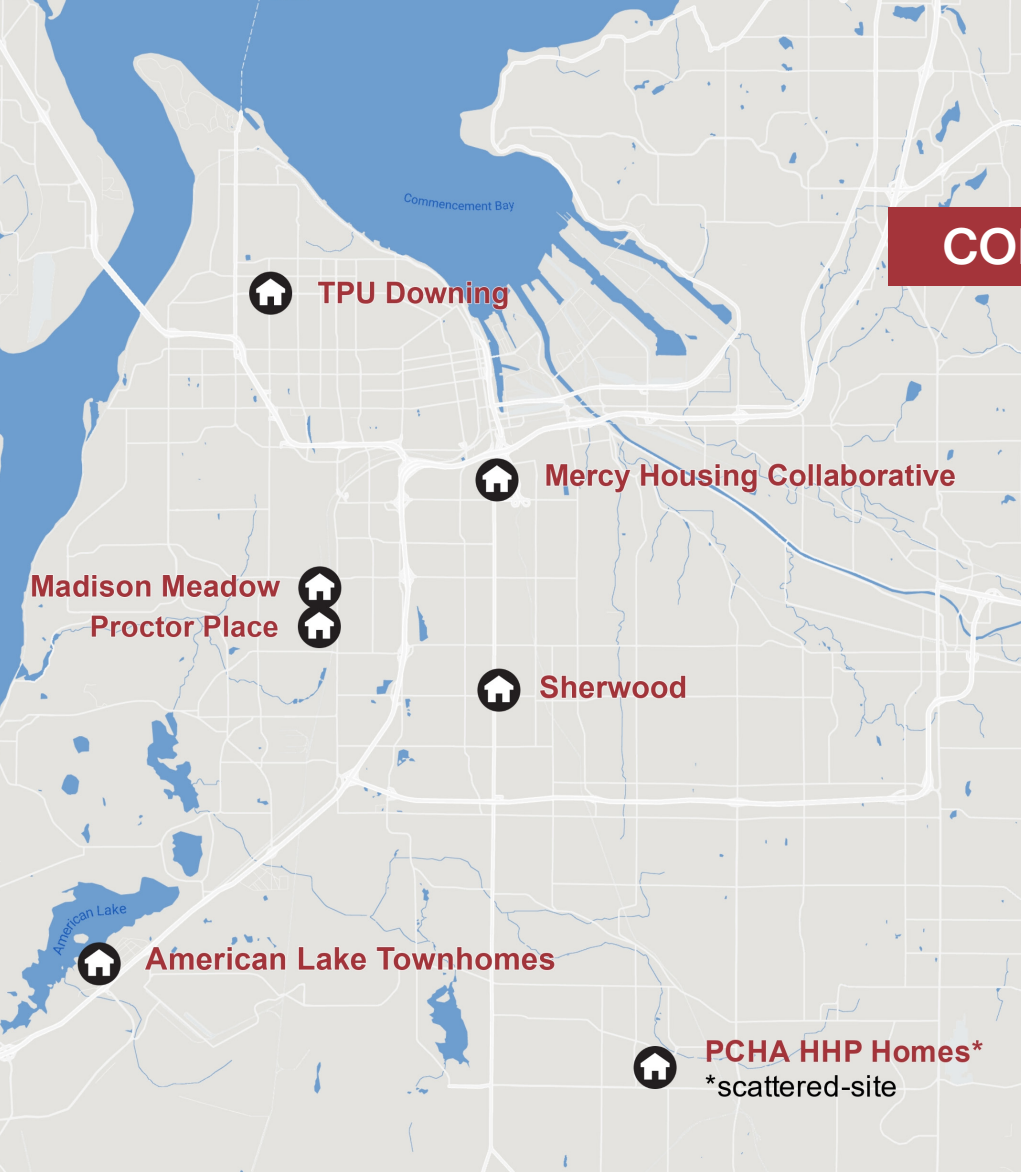 Commencement Bay
TPU Downing
Mercy Housing Collaborative
Madison Meadow
Proctor Place
Sherwood
American Lake
American Lake Townhomes
PCHA HHP Homes*
*scattered-site